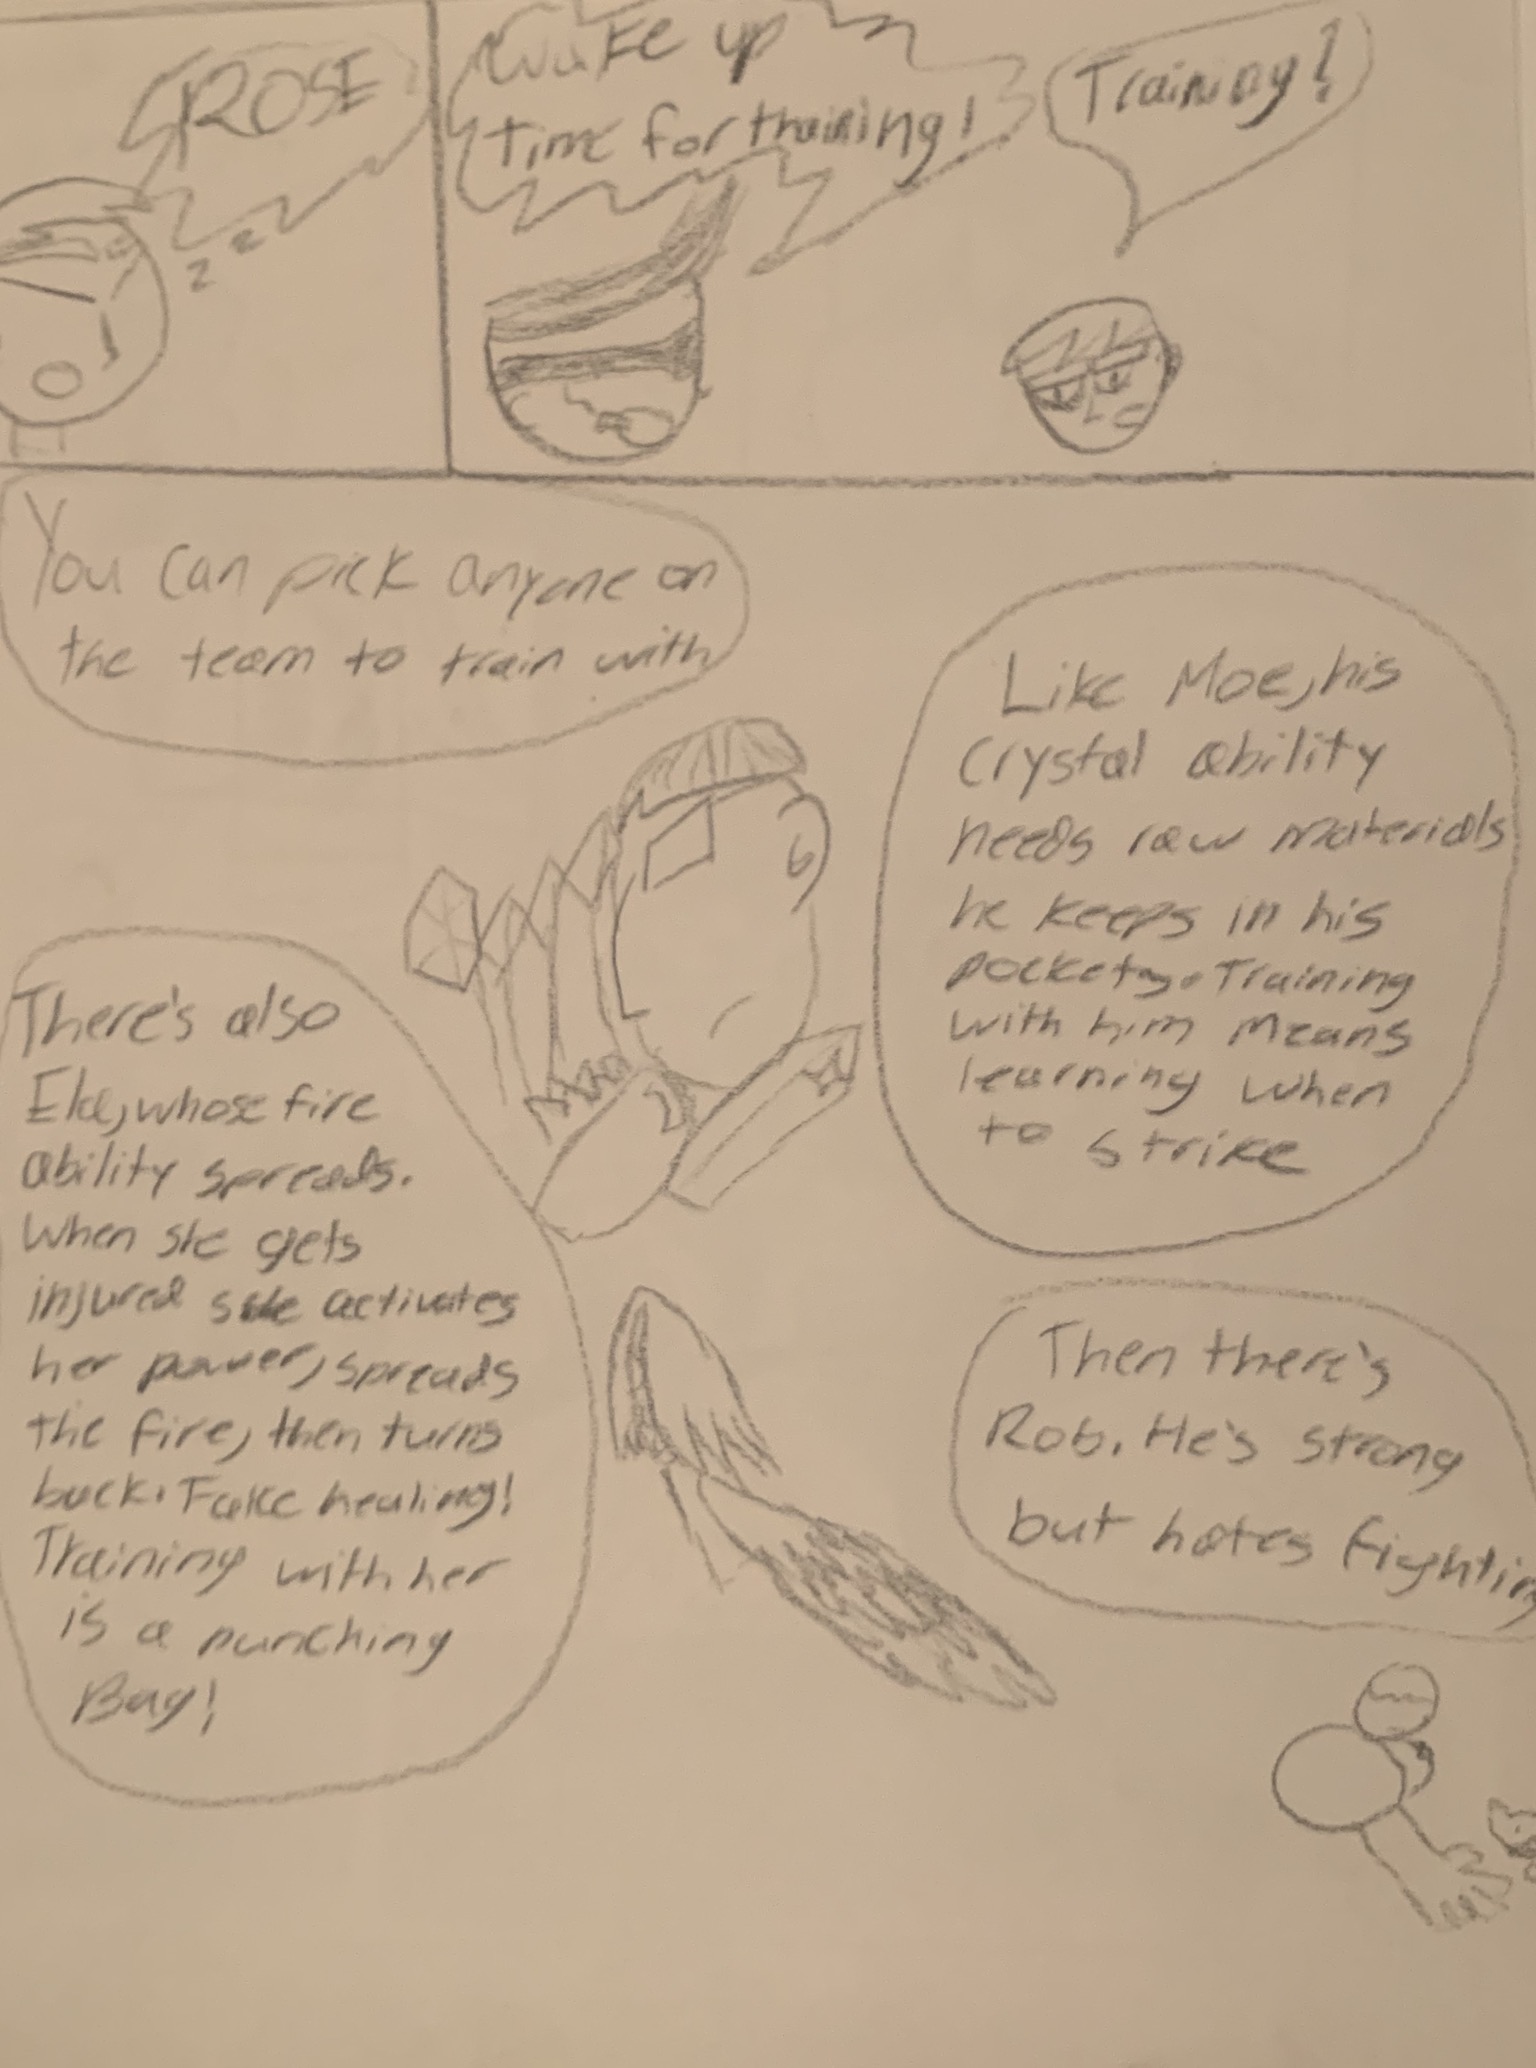 ROSE
z z
Wake up
time for training!
Training?
You can pick anyone on
the team to train with
Like Moe, his
Crystal ability
needs raw materials
he keeps in his
pockets. Training
with him means
learning when
to strike
There's also
Ela, whose fire
ability spreads.
When she gets
injured she activates
her power, spreads
the fire, then turns
back. Fake healing!
Training with her
is a punching
Bag!
Then there's
Rob. He's strong
but hates fighting